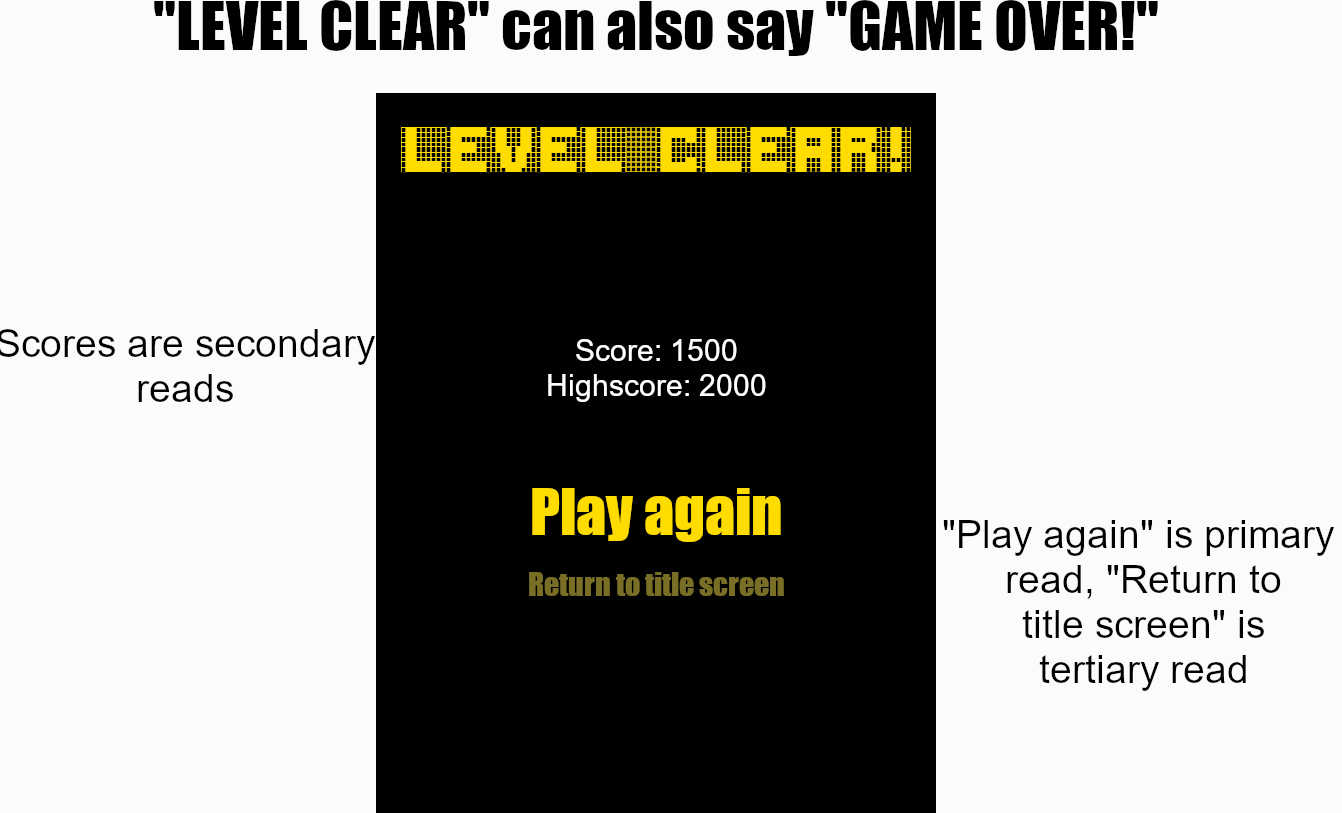 "LEVEL CLEAR" can also say "GAME OVER!"
LEVEL CLEAR!
Scores are secondary
reads
Score: 1500
Highscore: 2000
Play again
Return to title screen
"Play again" is primary
read, "Return to
title screen" is
tertiary read